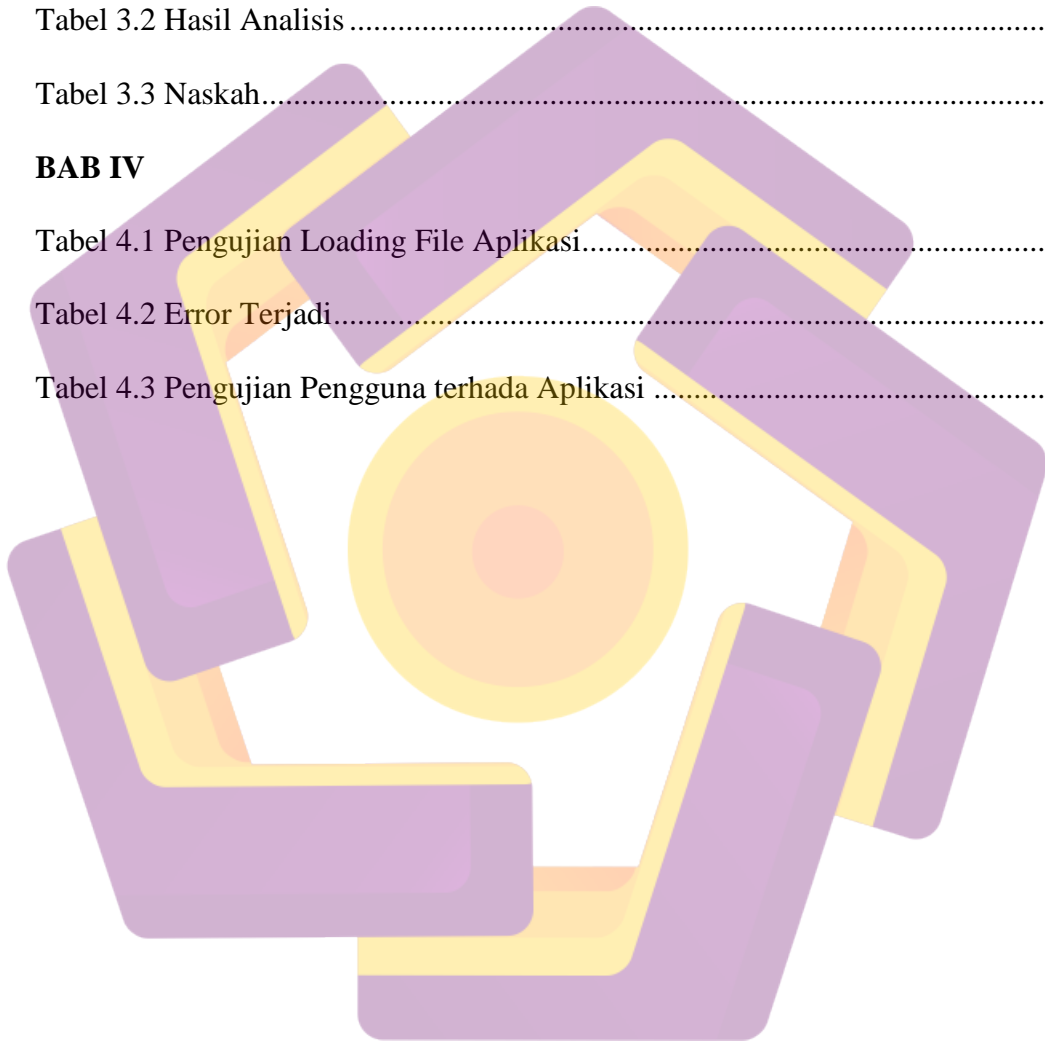 Tabel 3.2 Hasil Analisis ........................................................................................
Tabel 3.3 Naskah...................................................................................................
BAB IV
Tabel 4.1 Pengujian Loading File Aplikasi..........................................................
Tabel 4.2 Error Terjadi..........................................................................................
Tabel 4.3 Pengujian Pengguna terhada Aplikasi .................................................